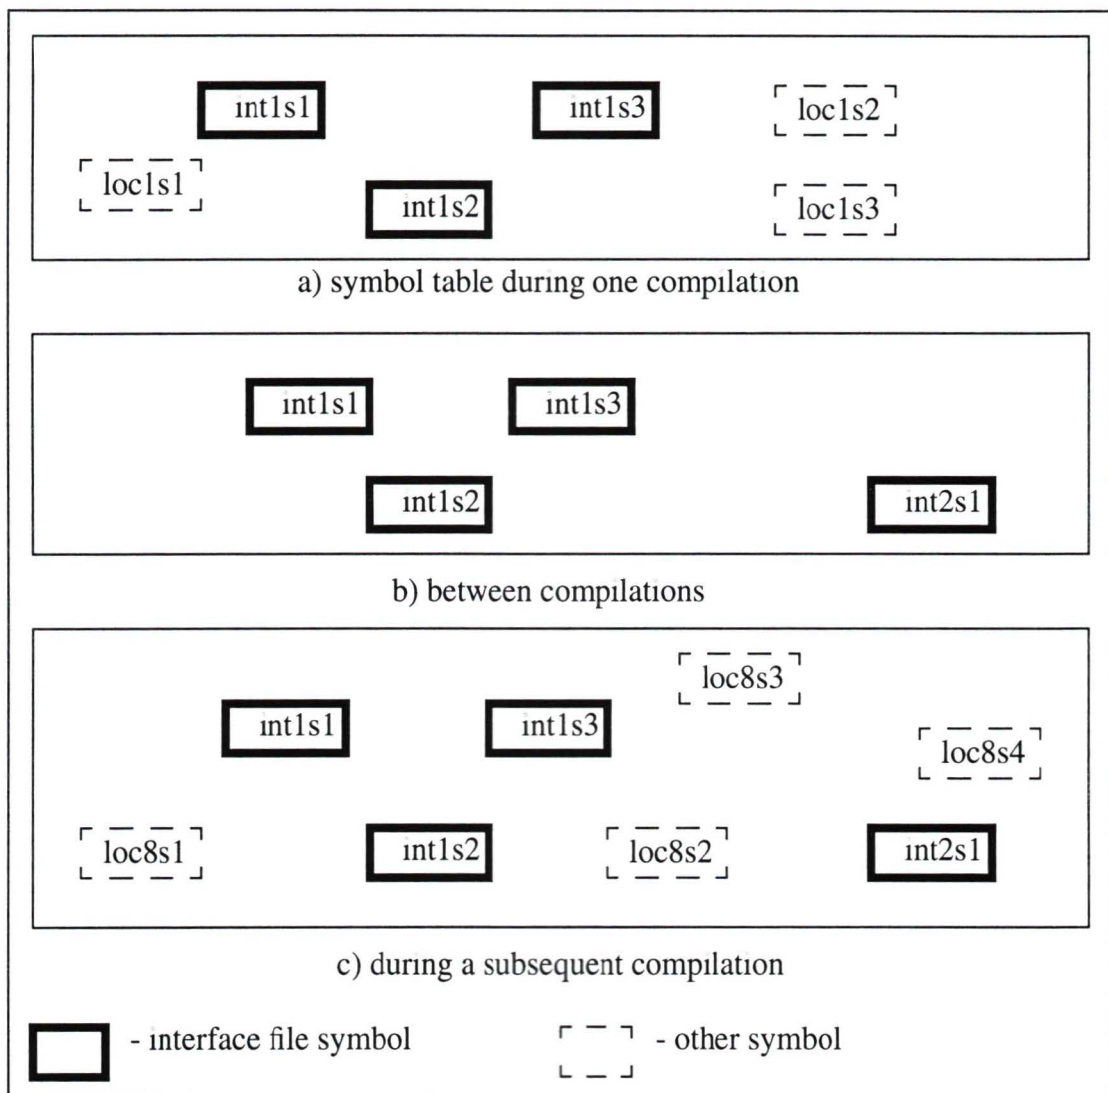 int1s1 int1s3 loc1s2
loc1s1 int1s2 loc1s3
a) symbol table during one compilation
int1s1 int1s3
int1s2 int2s1
b) between compilations
loc8s3
int1s1 int1s3 loc8s4
loc8s1 int1s2 loc8s2 int2s1
c) during a subsequent compilation
- interface file symbol - other symbol